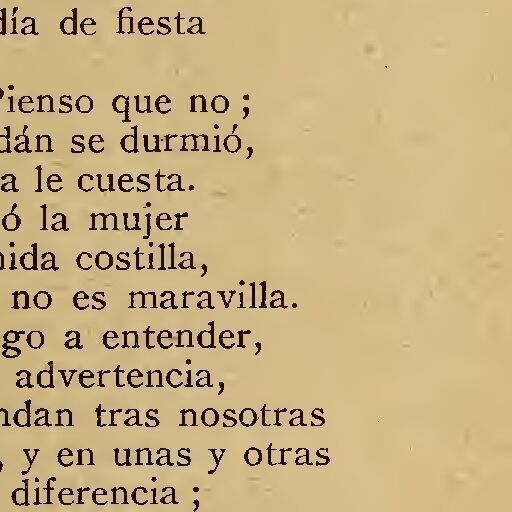 día de fiesta
Pienso que no ;
dán se durmió,
a le cuesta.
ó la mujer
ida costilla,
no es maravilla.
go a entender,
advertencia,
ndan tras nosotras
, y en unas y otras
diferencia ;